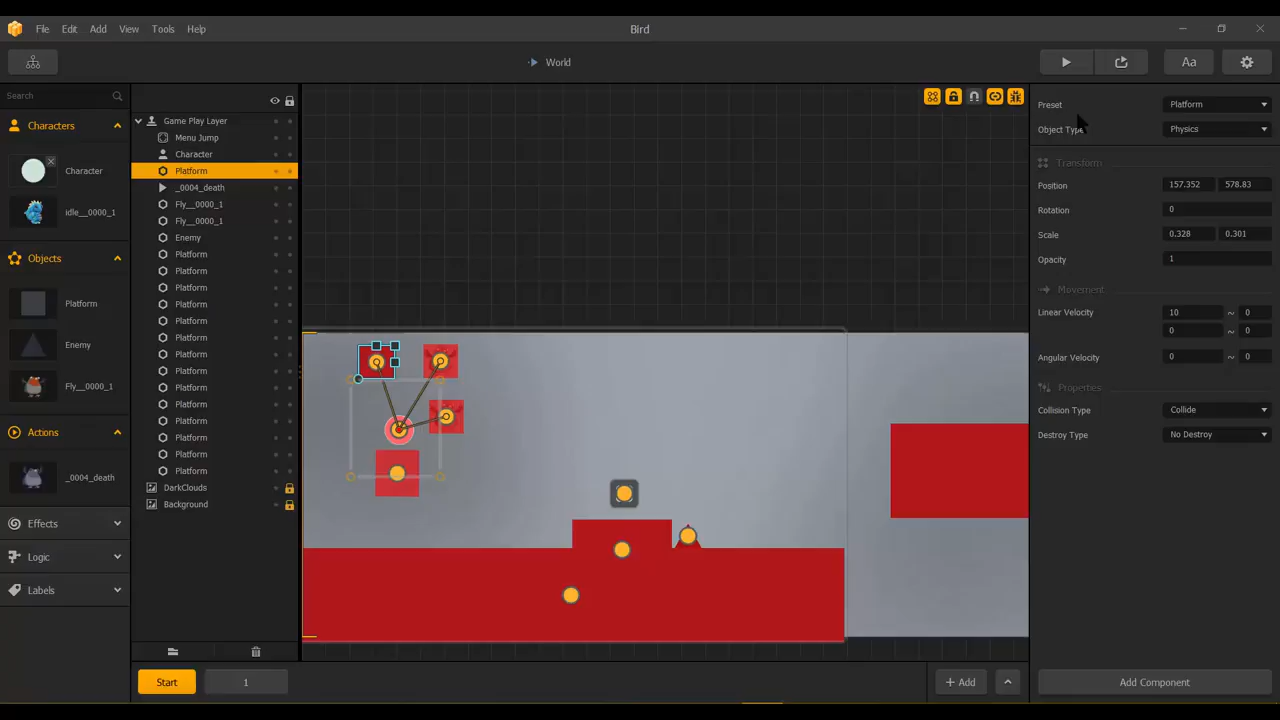 File Edit Add View Tools Help
Bird
World
Aa
Search
Characters
Character
idle__0000_1
Objects
Platform
Enemy
Fly__0000_1
Actions
_0004_death
Effects
Logic
Labels
Game Play Layer
Menu Jump
Character
Platform
_0004_death
Fly__0000_1
Fly__0000_1
Enemy
Platform
Platform
Platform
Platform
Platform
Platform
Platform
Platform
Platform
Platform
Platform
Platform
Platform
Platform
DarkClouds
Background
Start
1
Add
Preset Platform
Object Type Physics
Transform
Position 157.352 578.83
Rotation 0
Scale 0.328 0.301
Opacity 1
Movement
Linear Velocity 10 ~ 0
0 ~ 0
Angular Velocity 0 ~ 0
Properties
Collision Type Collide
Destroy Type No Destroy
Add Component